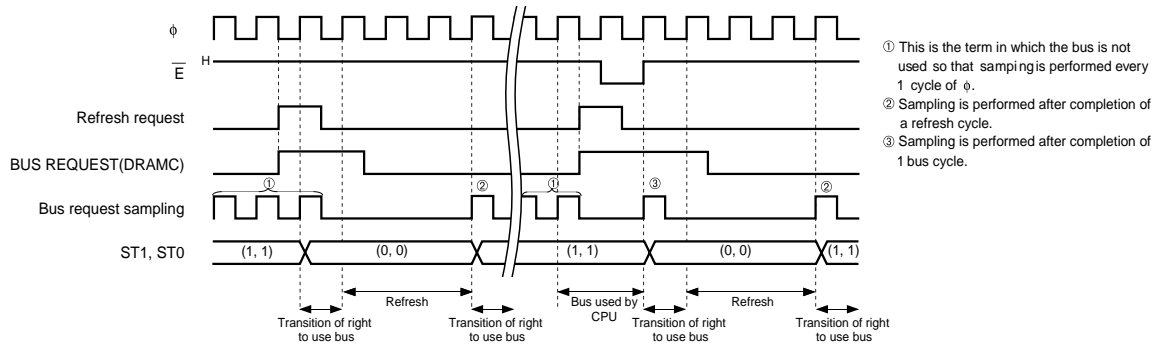 ϕ
H
E
Refresh request
BUS REQUEST(DRAMC)
Bus request sampling
ST1, ST0
① ② ① ③ ②
(1, 1) (0, 0) (1, 1) (0, 0) (1, 1)
Refresh
Bus used by
CPU
Refresh
Transition of right
to use bus
Transition of right
to use bus
Transition of right
to use bus
Transition of right
to use bus
① This is the term in which the bus is not
used so that samping is performed every
1 cycle of ϕ.
② Sampling is performed after completion of
a refresh cycle.
③ Sampling is performed after completion of
1 bus cycle.